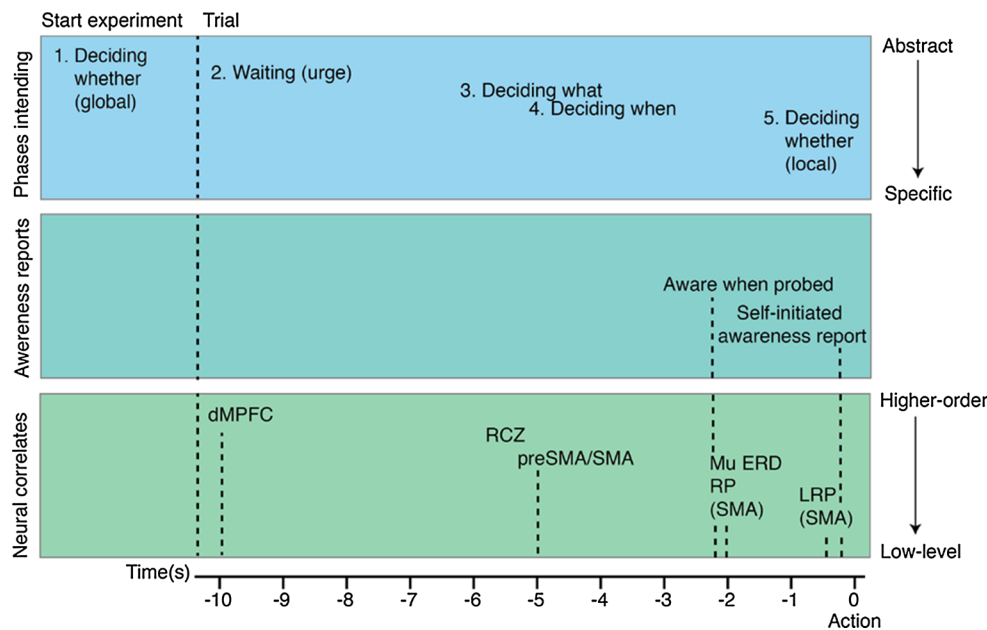 Start experiment
Trial
Phases intending
1. Deciding
whether
(global)
2. Waiting (urge)
3. Deciding what
4. Deciding when
5. Deciding
whether
(local)
Abstract
Specific
Awereness reports
Aware when probed
Self-initiated
awareness report
Neural correlates
dMPFC
RCZ
preSMA/SMA
Mu ERD
RP
(SMA)
LRP
(SMA)
Higher-order
Low-level
Time(s)
-10 -9 -8 -7 -6 -5 -4 -3 -2 -1 0
Action